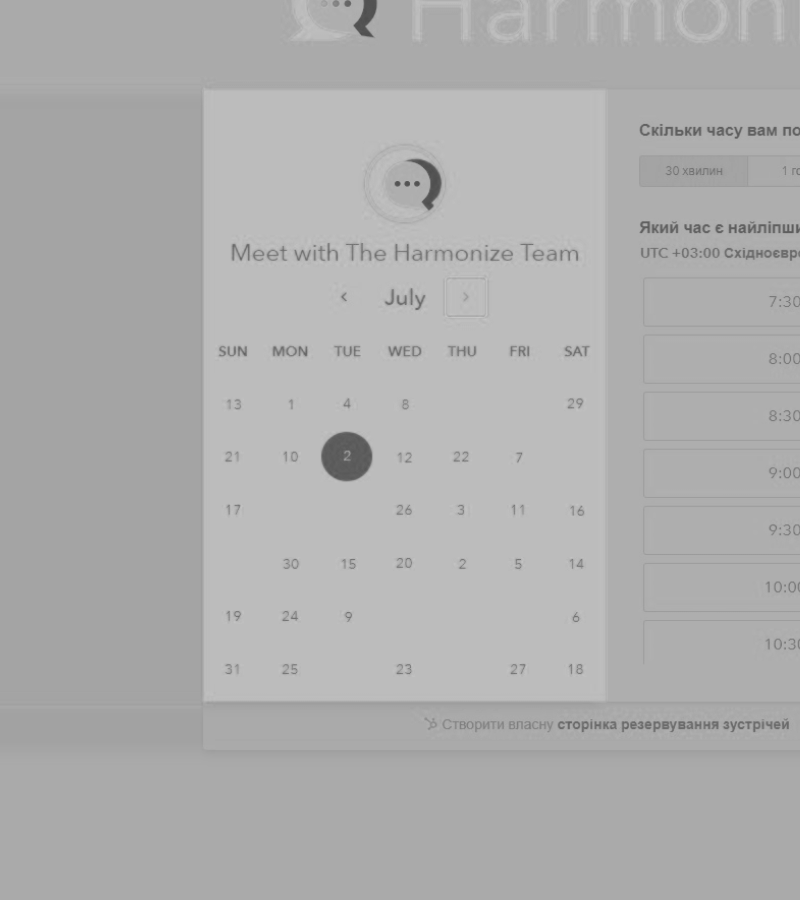 Harmoni
Meet with The Harmonize Team
July
SUN MON TUE WED THU FRI SAT
13 1 4 8 29
21 10 2 12 22 7
17 26 3 11 16
30 15 20 2 5 14
19 24 9 6
31 25 23 27 18
Скільки часу вам по
30 хвилин 1 го
Який час є найліпши
UTC +03:00 Східноєвро
7:30
8:00
8:30
9:00
9:30
10:00
10:30
Створити власну сторінка резервування зустрічей